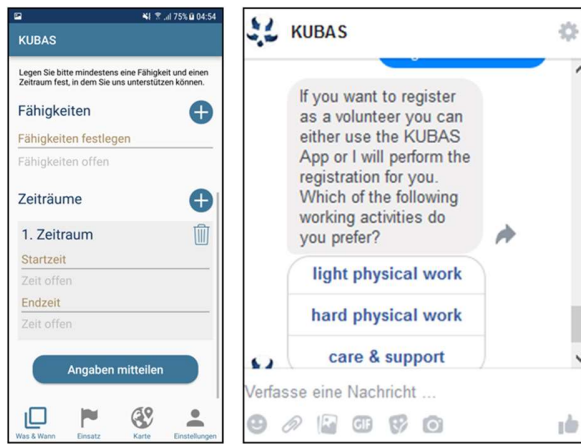 75% 04:54
KUBAS
Legen Sie bitte mindestens eine Fähigkeit und einen
Zeitraum fest, in dem Sie uns unterstützen können.
Fähigkeiten
Fähigkeiten festlegen
Fähigkeiten offen
Zeiträume
1. Zeitraum
Startzeit
Zeit offen
Endzeit
Zeit offen
Angaben mitteilen
Was & Wann
Einsatz
Karte
Einstellungen
KUBAS
If you want to register
as a volunteer you can
either use the KUBAS
App or I will perform the
registration for you.
Which of the following
working activities do
you prefer?
light physical work
hard physical work
care & support
Verfasse eine Nachricht ...
GIF